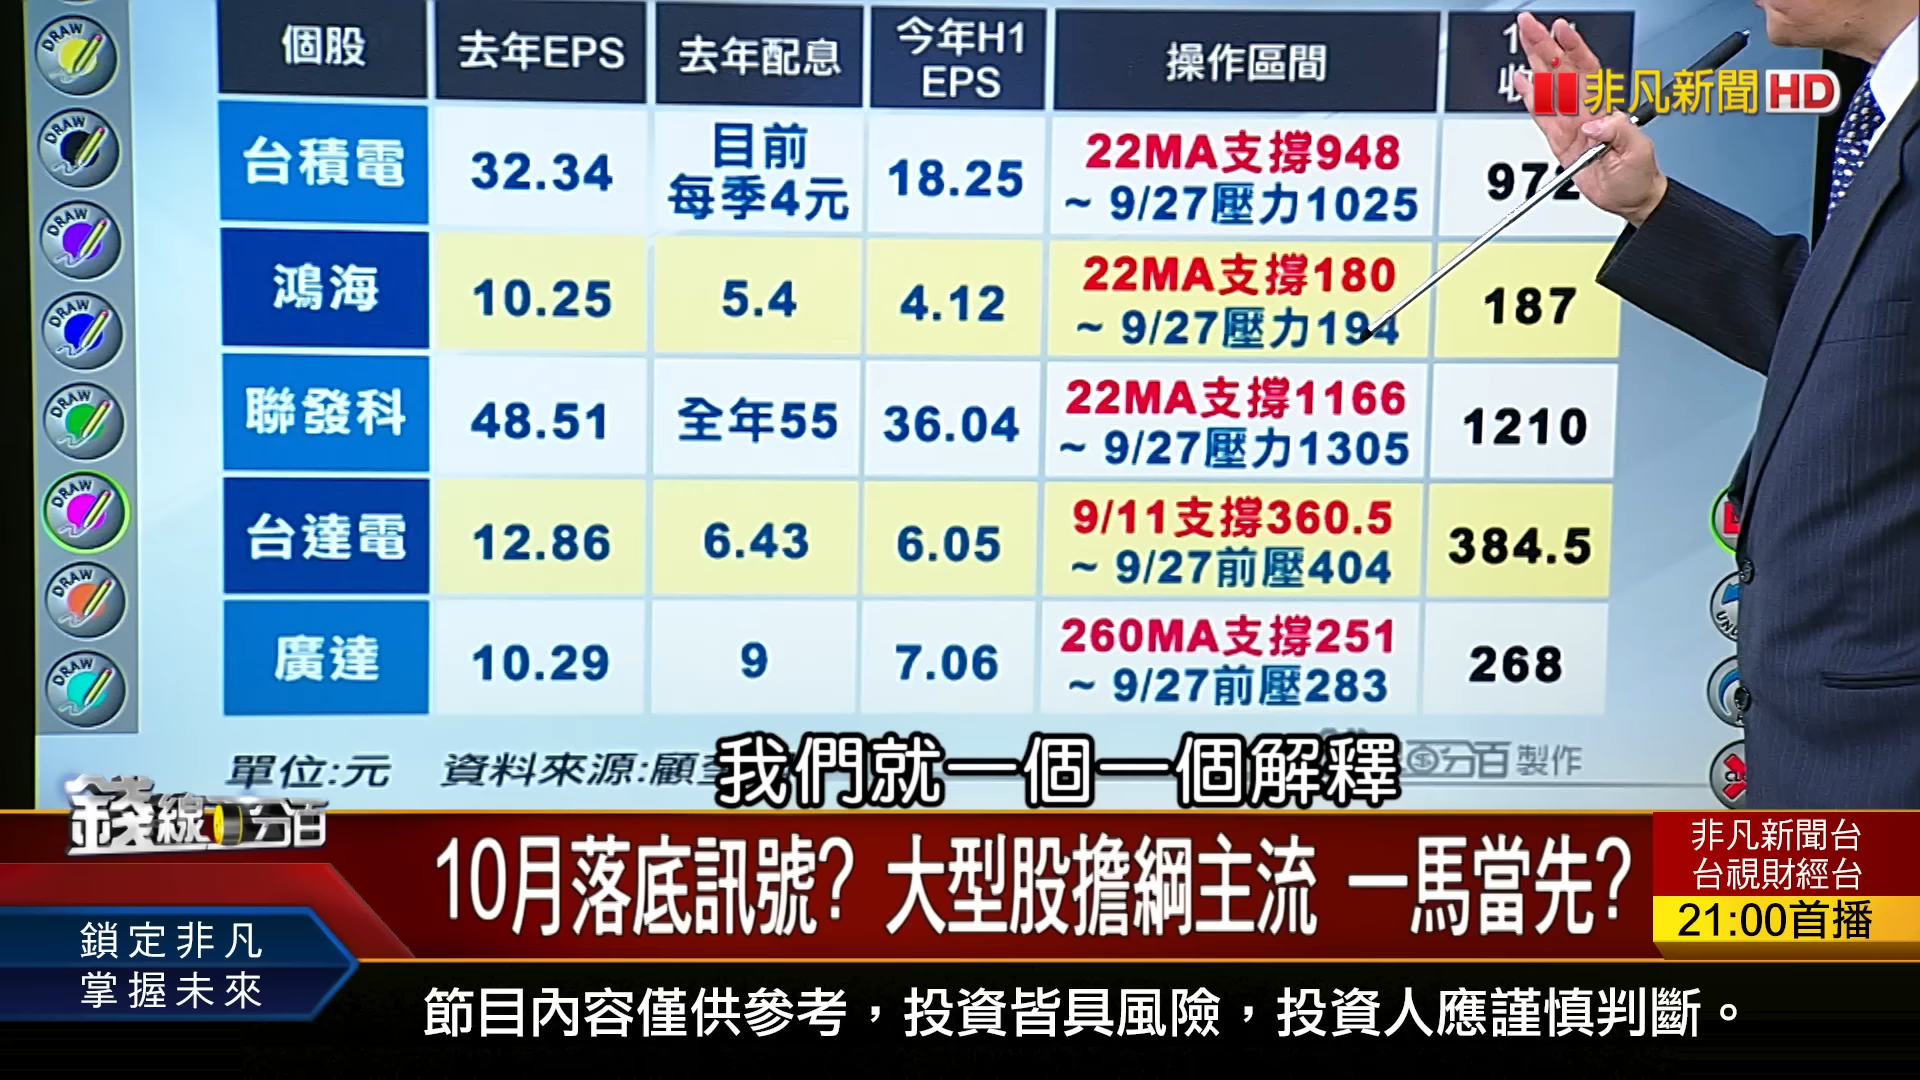 個股 去年EPS 去年配息 今年H1 EPS 操作區間
非凡新聞HD
台積電 32.34 目前每季4元 18.25 22MA支撐948 ~ 9/27壓力1025 972
鴻海 10.25 5.4 4.12 22MA支撐180 ~ 9/27壓力194 187
聯發科 48.51 全年55 36.04 22MA支撐1166 ~ 9/27壓力1305 1210
台達電 12.86 6.43 6.05 9/11支撐360.5 ~ 9/27前壓404 384.5
廣達 10.29 9 7.06 260MA支撐251 ~ 9/27前壓283 268
DRAW
DRAW
DRAW
DRAW
DRAW
DRAW
DRAW
DRAW
單位:元 資料來源:顧
分百製作
我們就一個一個解釋
錢線百分百
10月落底訊號? 大型股擔綱主流 一馬當先?
非凡新聞台
台視財經台
21:00首播
鎖定非凡
掌握未來
節目內容僅供參考，投資皆具風險，投資人應謹慎判斷。